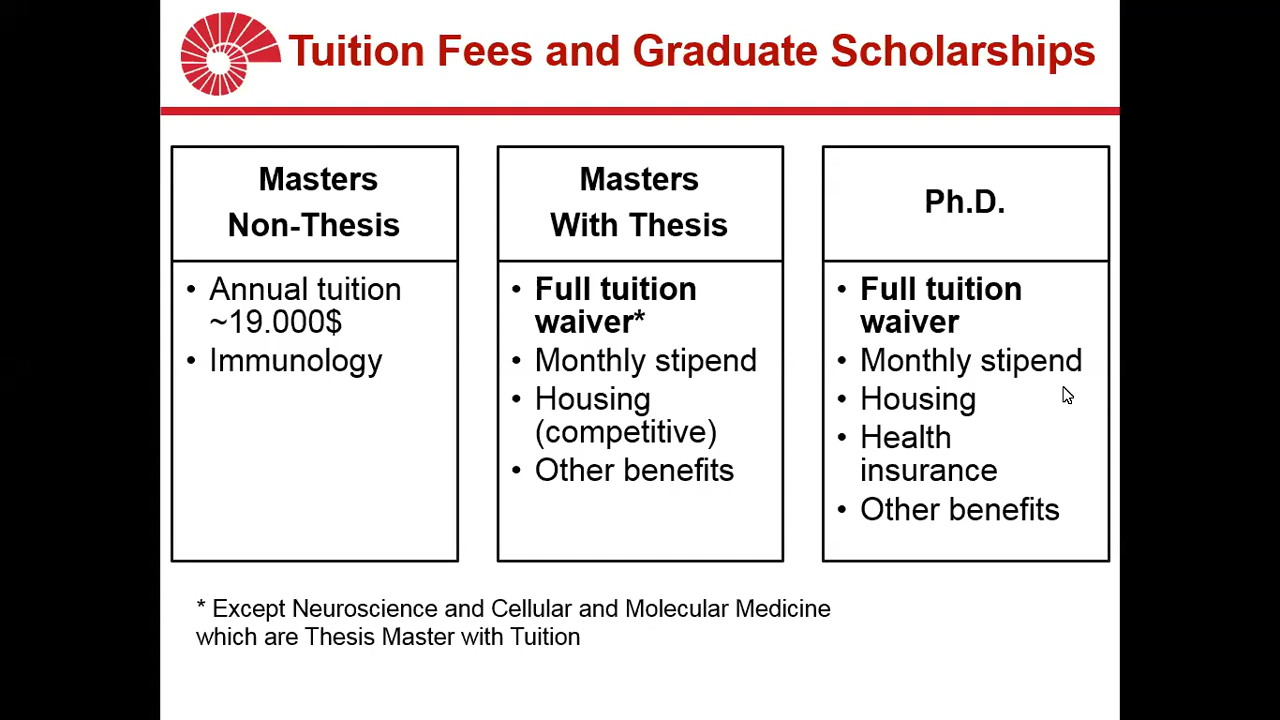 Tuition Fees and Graduate Scholarships
Masters
Non-Thesis
• Annual tuition
~19.000$
• Immunology
Masters
With Thesis
• Full tuition
waiver*
• Monthly stipend
• Housing
(competitive)
• Other benefits
Ph.D.
• Full tuition
waiver
• Monthly stipend
• Housing
• Health
insurance
• Other benefits
* Except Neuroscience and Cellular and Molecular Medicine
which are Thesis Master with Tuition